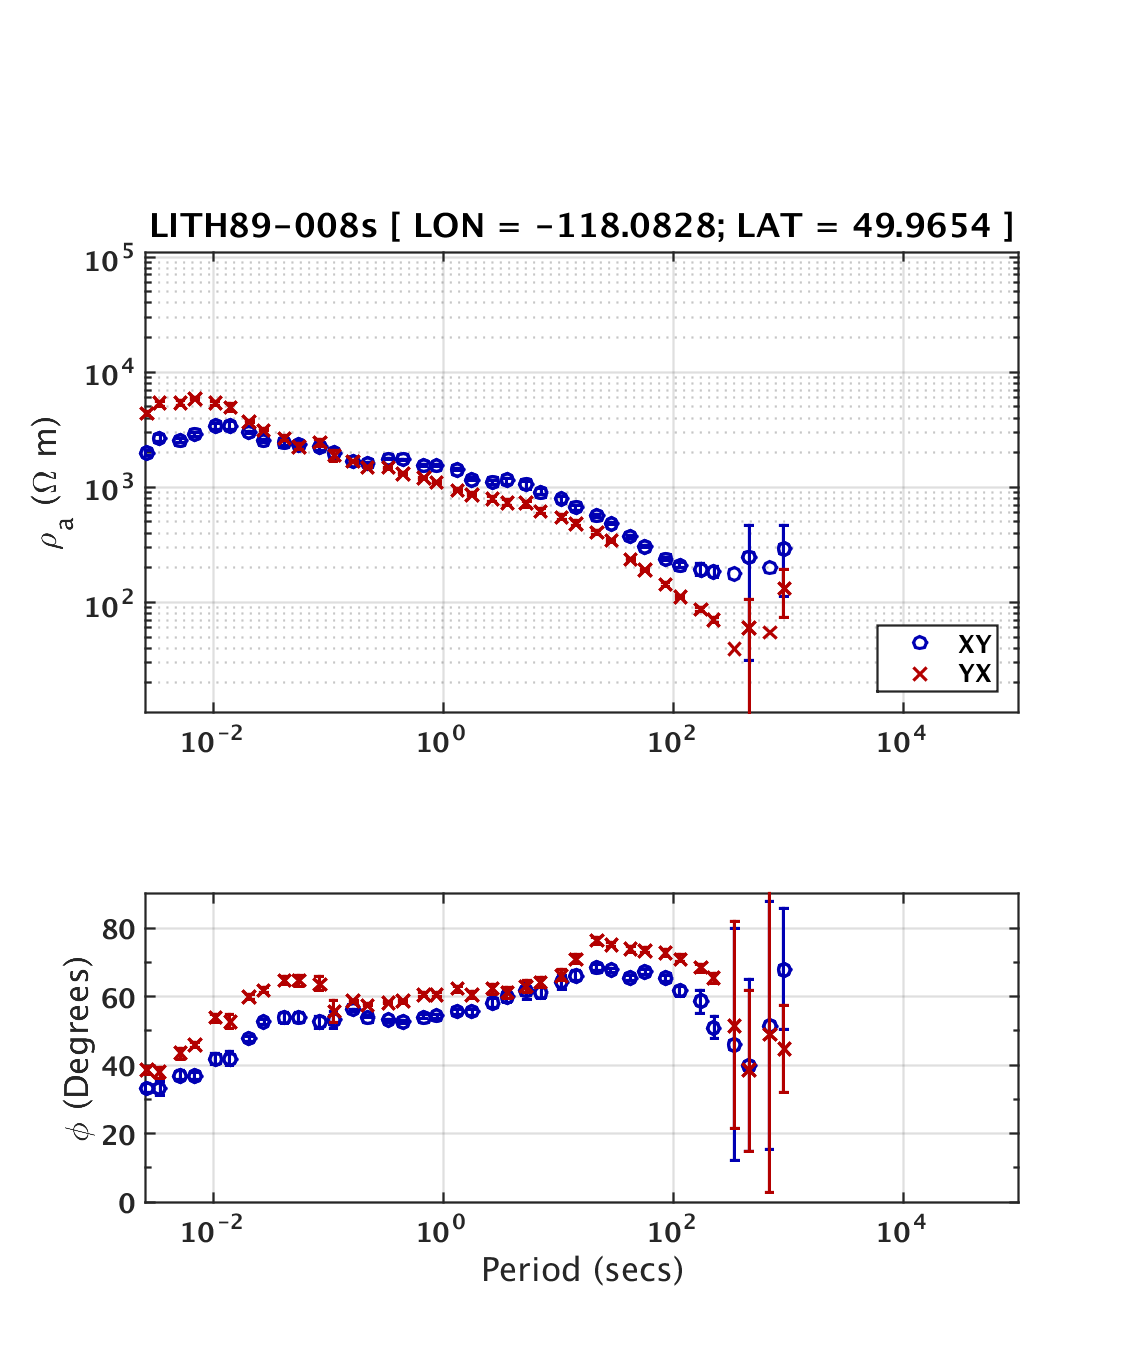 LITH89-008s [ LON = -118.0828; LAT = 49.9654 ]
10^5
10^4
10^3
10^2
ρ_a (Ω m)
XY
YX
10^-2 10^0 10^2 10^4
80
60
40
20
0
ϕ (Degrees)
10^-2 10^0 10^2 10^4
Period (secs)